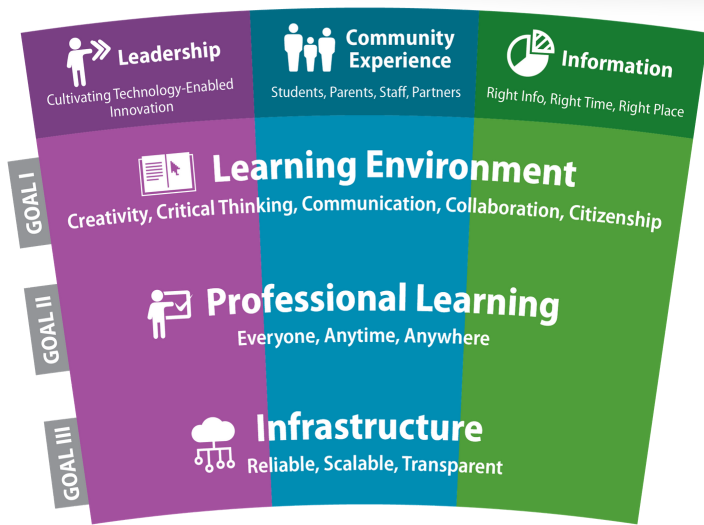 Leadership
Cultivating Technology-Enabled
Innovation
Community
Experience
Students, Parents, Staff, Partners
Information
Right Info, Right Time, Right Place
GOAL I
Learning Environment
Creativity, Critical Thinking, Communication, Collaboration, Citizenship
GOAL II
Professional Learning
Everyone, Anytime, Anywhere
GOAL III
Infrastructure
Reliable, Scalable, Transparent